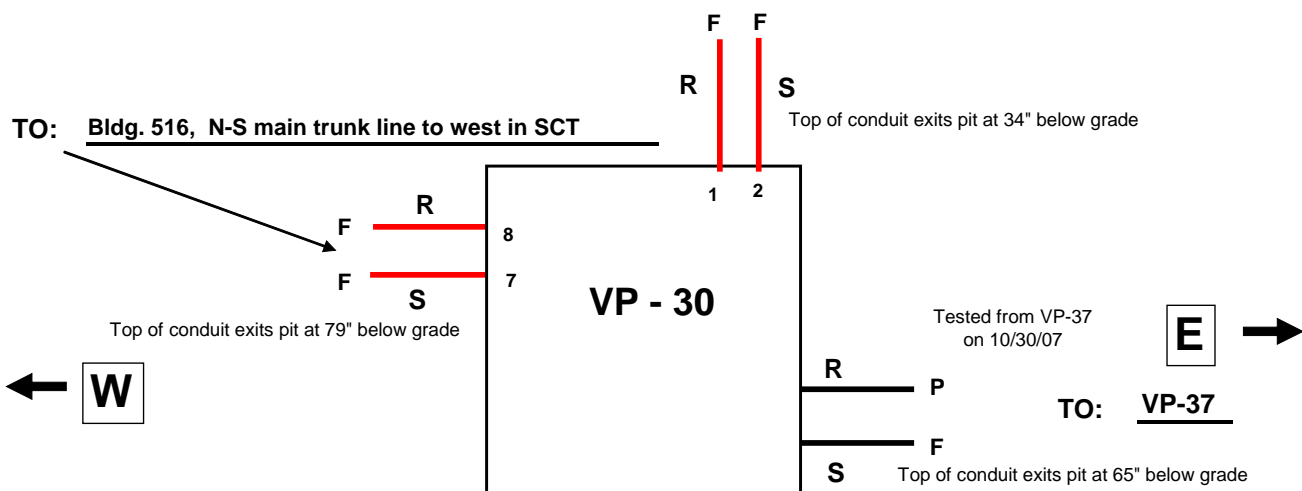 F F
R S
Top of conduit exits pit at 34" below grade
TO: Bldg. 516, N-S main trunk line to west in SCT
1 2
F R 8
F S 7
VP - 30
Top of conduit exits pit at 79" below grade
Tested from VP-37
on 10/30/07
E
W
R P
TO: VP-37
F
S Top of conduit exits pit at 65" below grade